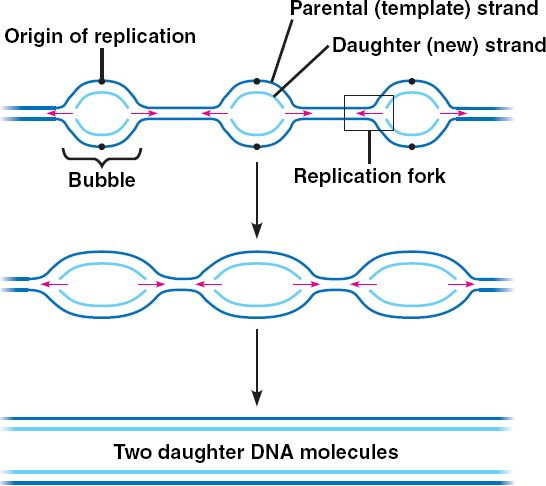 Parental (template) strand
Origin of replication
Daughter (new) strand
Bubble
Replication fork
Two daughter DNA molecules